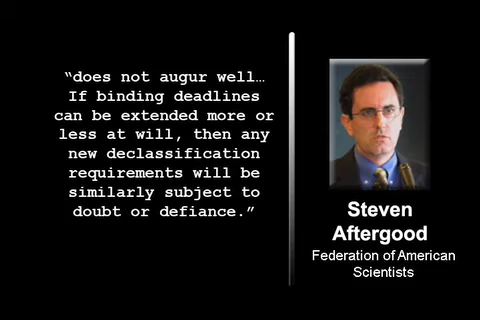 “does not augur well…
If binding deadlines
can be extended more or
less at will, then any
new declassification
requirements will be
similarly subject to
doubt or defiance.”
Steven
Aftergood
Federation of American
Scientists